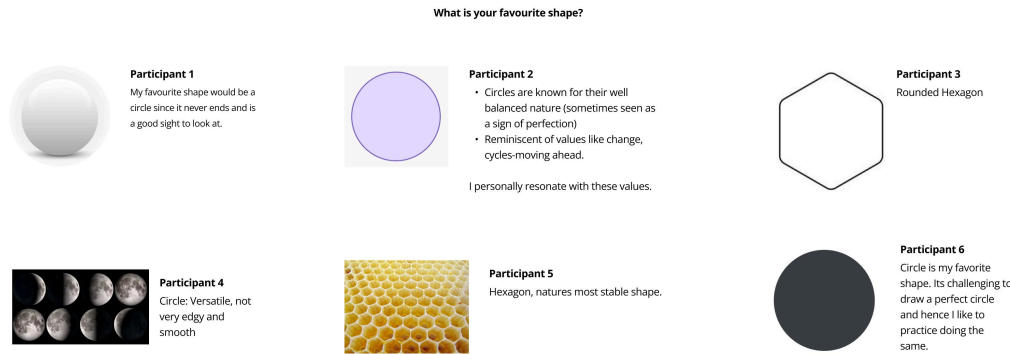 What is your favourite shape?
Participant 1
My favourite shape would be a
circle since it never ends and is
a good sight to look at.
Participant 2
• Circles are known for their well
balanced nature (sometimes seen as
a sign of perfection)
• Reminiscent of values like change,
cycles-moving ahead.
I personally resonate with these values.
Participant 3
Rounded Hexagon
Participant 4
Circle: Versatile, not
very edgy and
smooth
Participant 5
Hexagon, natures most stable shape.
Participant 6
Circle is my favorite
shape. Its challenging to
draw a perfect circle
and hence I like to
practice doing the
same.